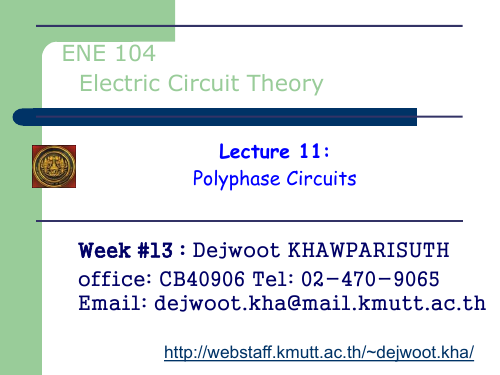 ENE 104
Electric Circuit Theory
Lecture 11:
Polyphase Circuits
Week #13 : Dejwoot KHAWPARISUTH
office: CB40906 Tel: 02-470-9065
Email: dejwoot.kha@mail.kmutt.ac.th
http://webstaff.kmutt.ac.th/~dejwoot.kha/